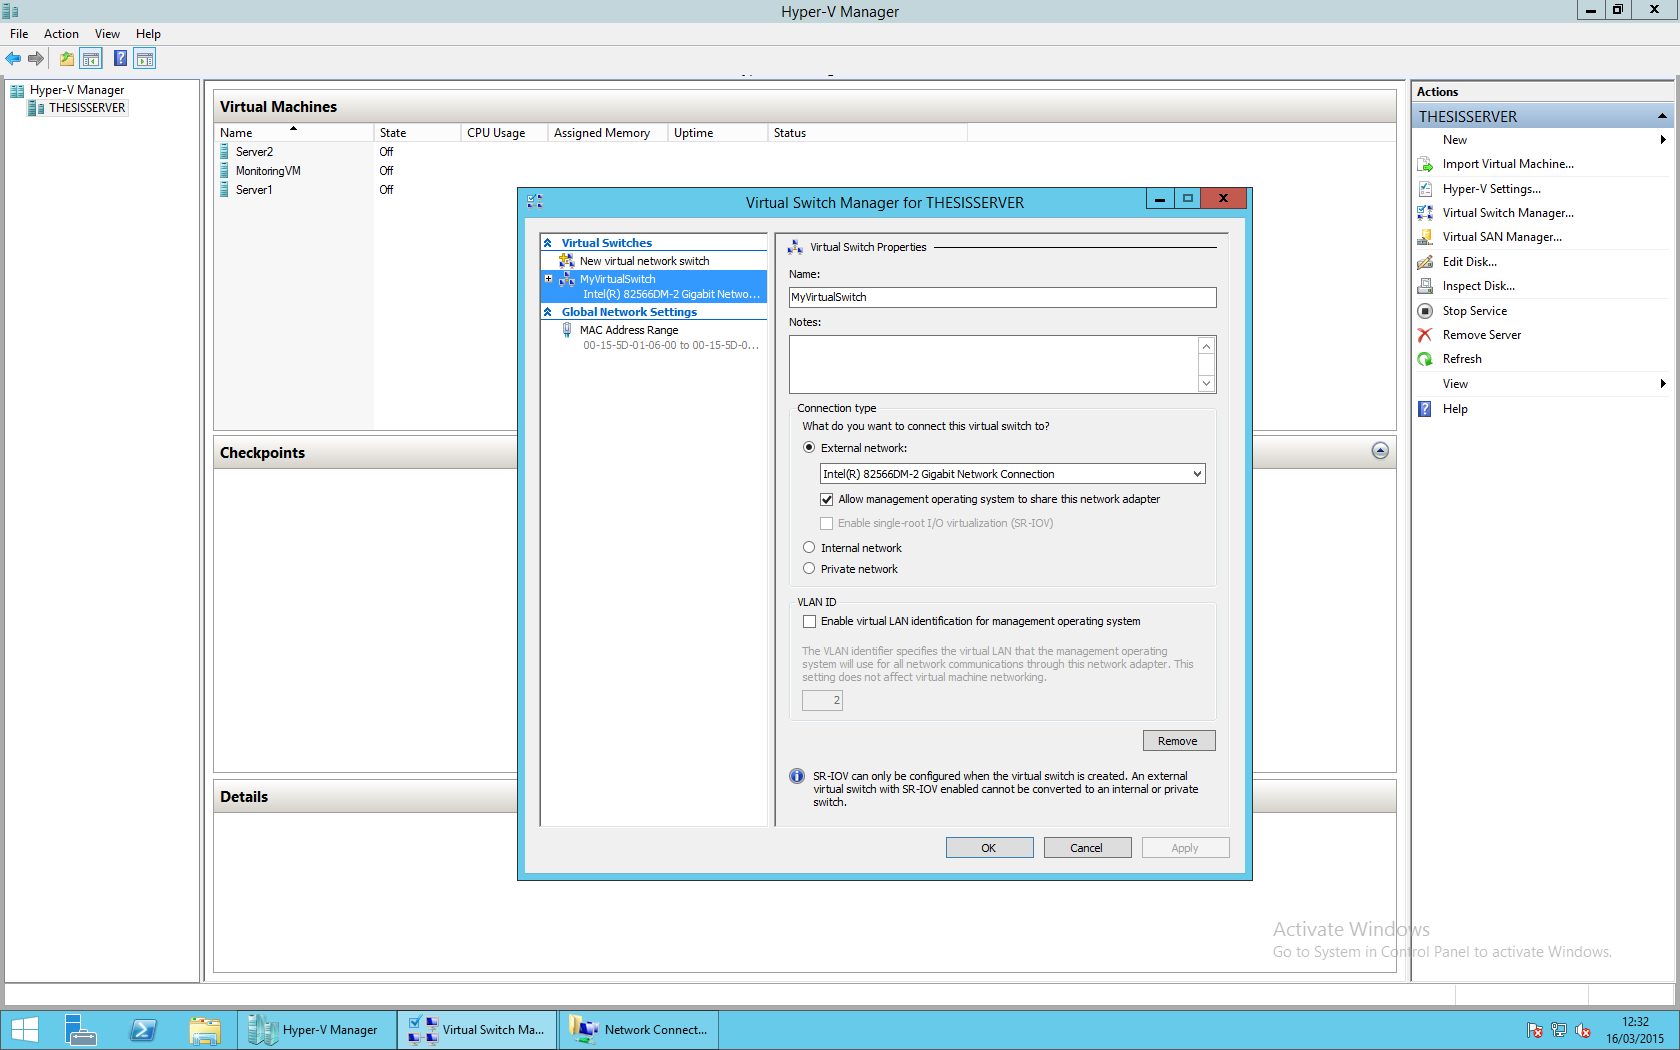 Hyper-V Manager
File Action View Help
Hyper-V Manager
THESISSERVER
Virtual Machines
Name State CPU Usage Assigned Memory Uptime Status
Server2 Off
MonitoringVM Off
Server1 Off
Checkpoints
Details
Virtual Switch Manager for THESISSERVER
Virtual Switches
New virtual network switch
MyVirtualSwitch
Intel(R) 82566DM-2 Gigabit Netwo...
Global Network Settings
MAC Address Range
00-15-5D-01-06-00 to 00-15-5D-0...
Virtual Switch Properties
Name:
MyVirtualSwitch
Notes:
Connection type
What do you want to connect this virtual switch to?
External network:
Intel(R) 82566DM-2 Gigabit Network Connection
Allow management operating system to share this network adapter
Enable single-root I/O virtualization (SR-IOV)
Internal network
Private network
VLAN ID
Enable virtual LAN identification for management operating system
The VLAN identifier specifies the virtual LAN that the management operating
system will use for all network communications through this network adapter. This
setting does not affect virtual machine networking.
2
Remove
SR-IOV can only be configured when the virtual switch is created. An external
virtual switch with SR-IOV enabled cannot be converted to an internal or private
switch.
OK Cancel Apply
Actions
THESISSERVER
New
Import Virtual Machine...
Hyper-V Settings...
Virtual Switch Manager...
Virtual SAN Manager...
Edit Disk...
Inspect Disk...
Stop Service
Remove Server
Refresh
View
Help
Activate Windows
Go to System in Control Panel to activate Windows.
Hyper-V Manager
Virtual Switch Ma...
Network Connect...
12:32
16/03/2015